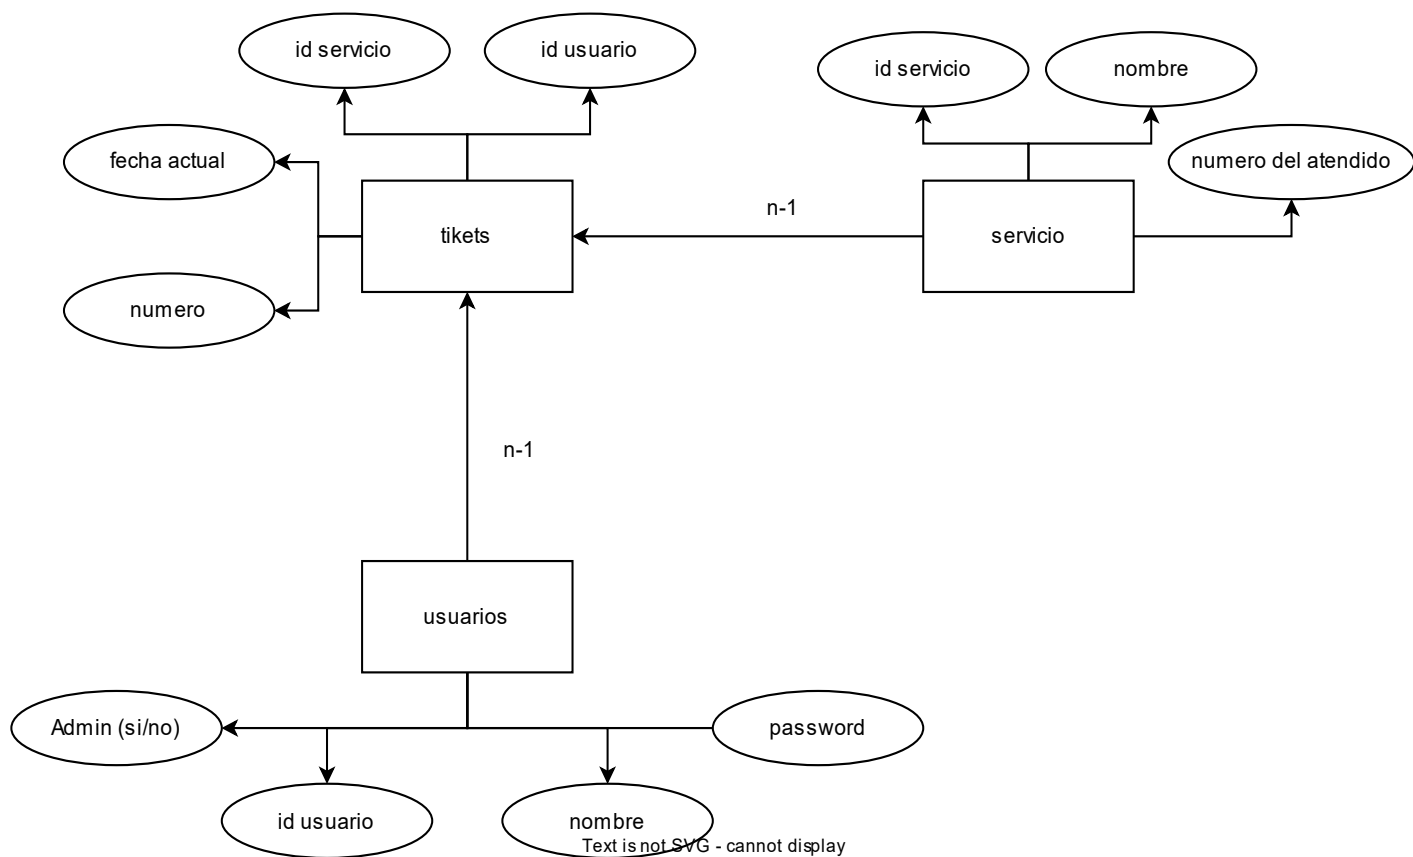 id servicio
id usuario
id servicio
nombre
fecha actual
numero del atendido
n-1
tikets
servicio
numero
n-1
usuarios
Admin (si/no)
password
id usuario
nombre
Text is not SVG - cannot display